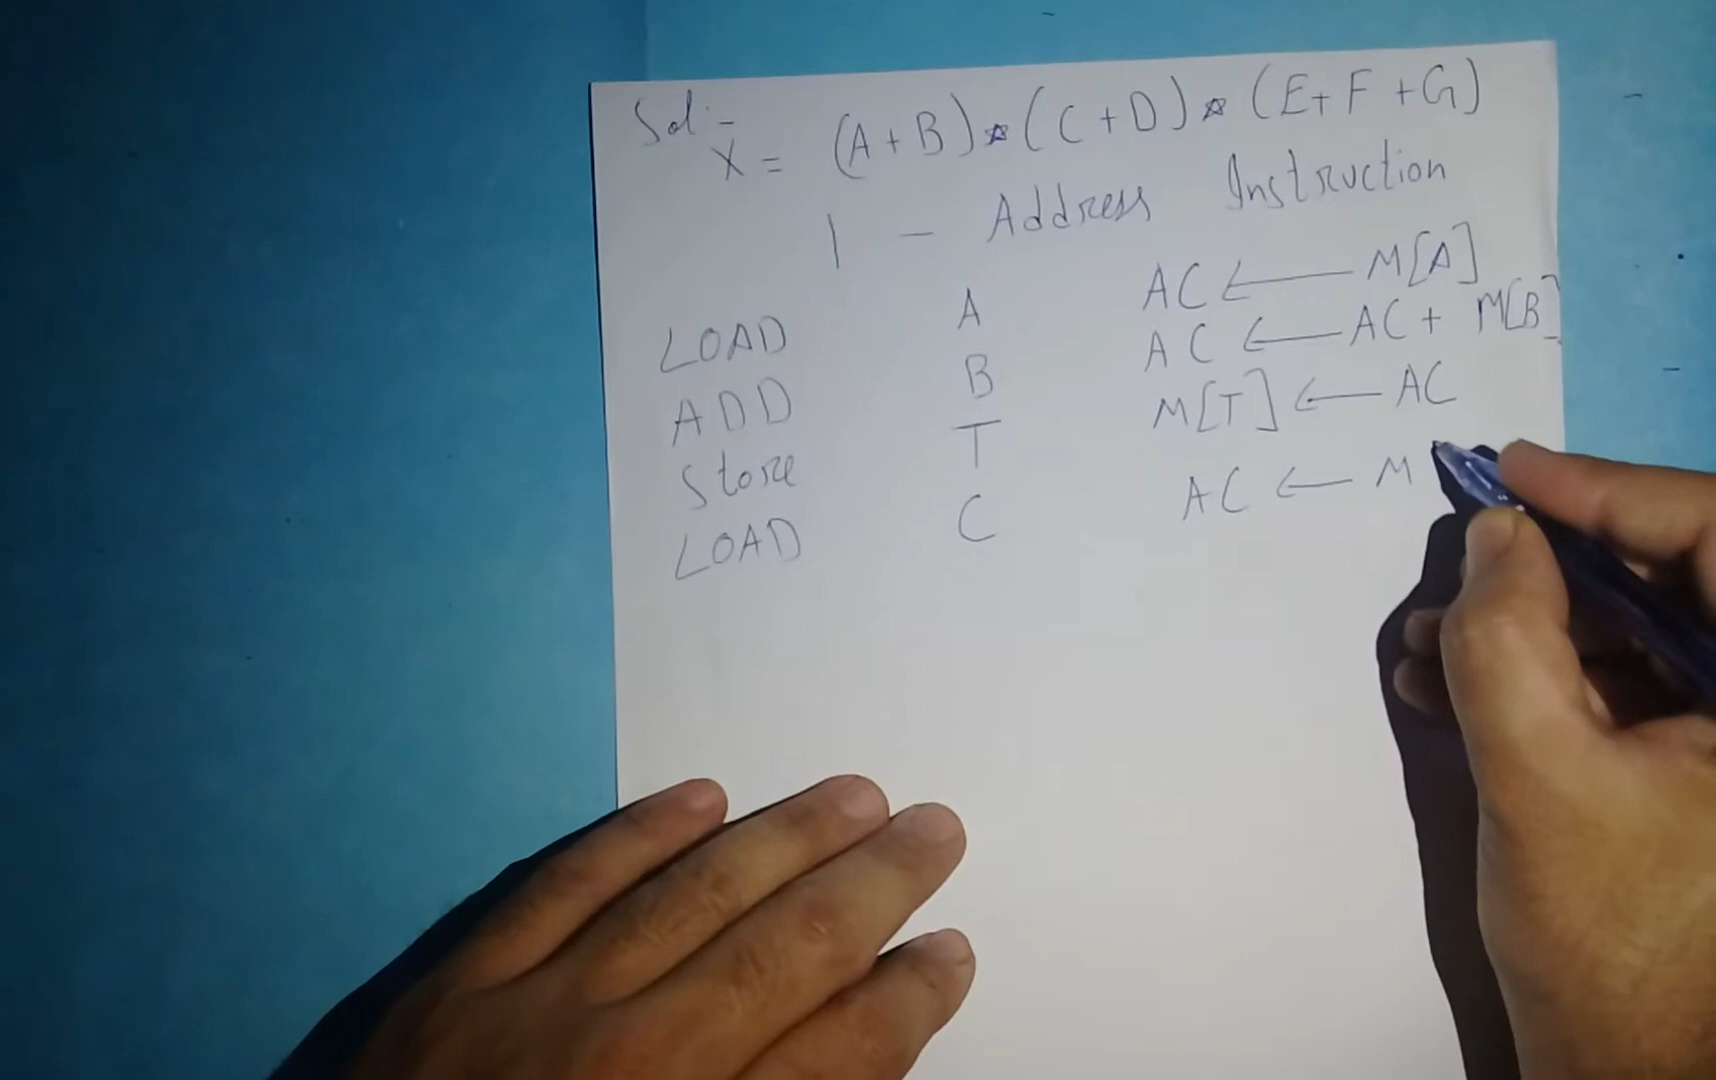 Sol:-
X = (A+B)*(C+D)*(E+F+G)
1 - Address Instruction
LOAD A AC ← M[A]
ADD B AC ← AC + M[B]
Store T M[T] ← AC
LOAD C AC ← M